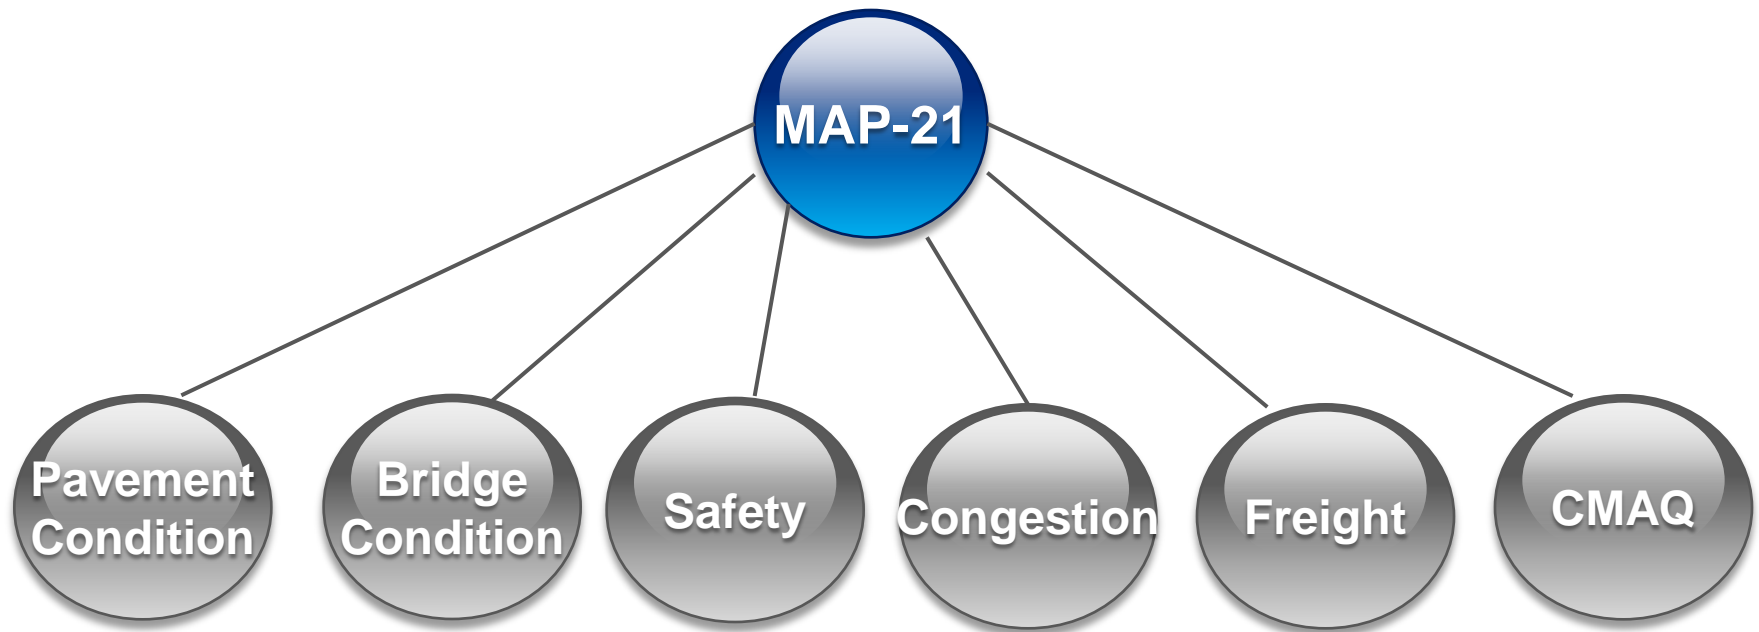 MAP-21
Pavement
Condition
Bridge
Condition
Safety
Congestion
Freight
CMAQ